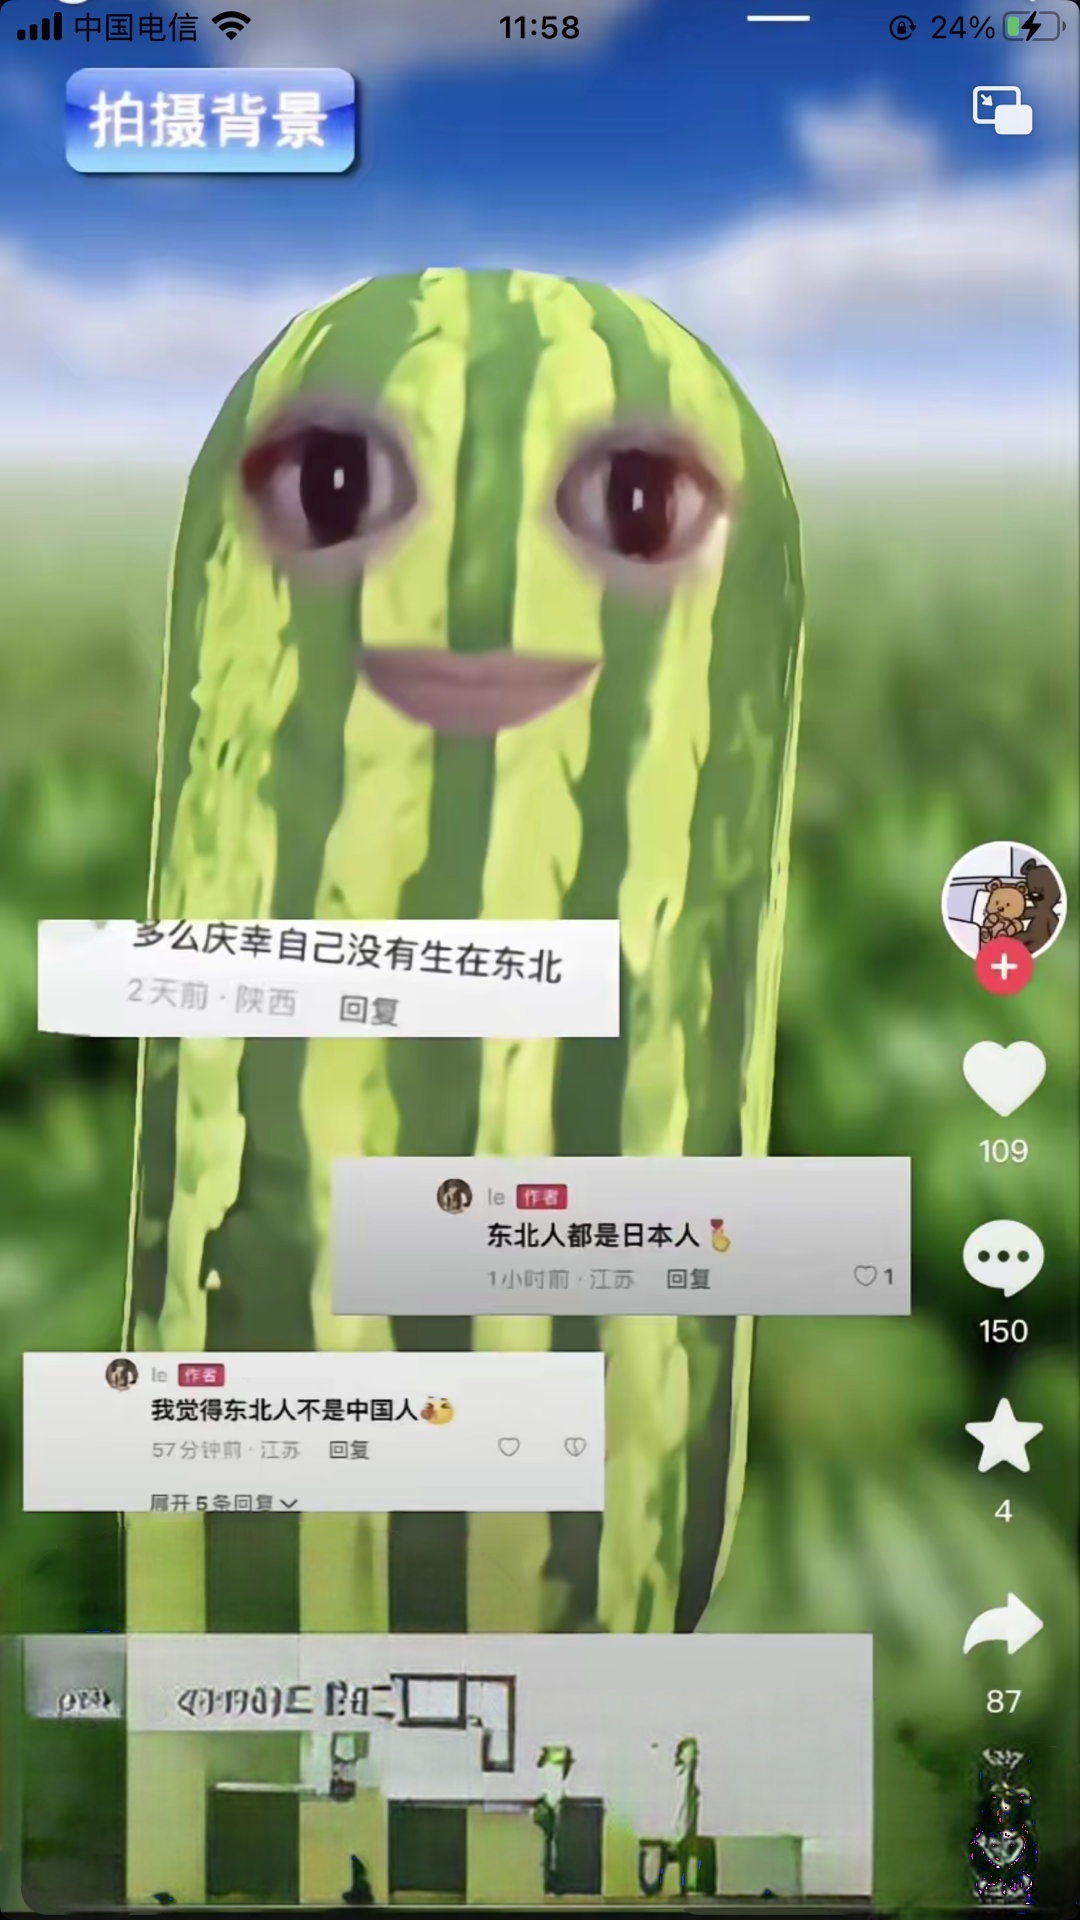 中国电信
11:58
24%
拍摄背景
多么庆幸自己没有生在东北
2天前·陕西 回复
109
le 作者
东北人都是日本人
1小时前·江苏 回复 1
150
le 作者
我觉得东北人不是中国人
57分钟前·江苏 回复
展开5条回复
4
87